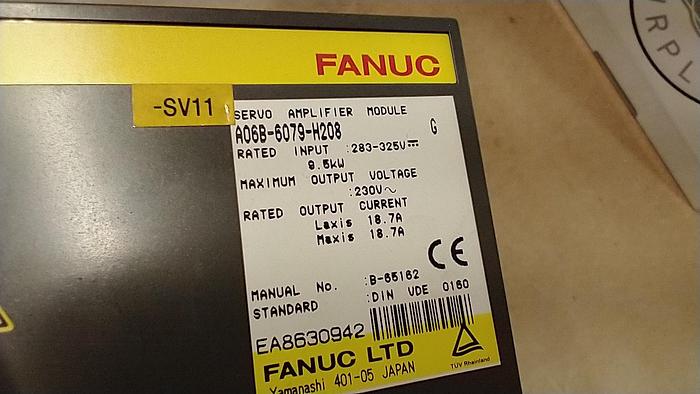 FANUC
-SV11
SERVO AMPLIFIER MODULE
A06B-6079-H208 G
RATED INPUT :283-325V⎓
9.5kW
MAXIMUM OUTPUT VOLTAGE
:230V～
RATED OUTPUT CURRENT
Laxis 18.7A
Maxis 18.7A
CE
MANUAL No. :B-65162
STANDARD :DIN VDE 0160
EA8630942
FANUC LTD
Yamanashi 401-05 JAPAN
TÜV Rheinland
VRPL